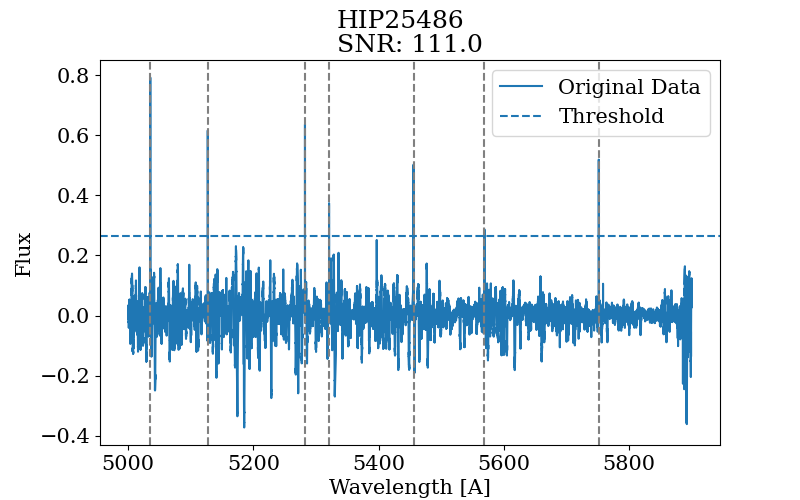 HIP25486
SNR: 111.0
Original Data
Threshold
Flux
0.8
0.6
0.4
0.2
0.0
−0.2
−0.4
5000 5200 5400 5600 5800
Wavelength [A]